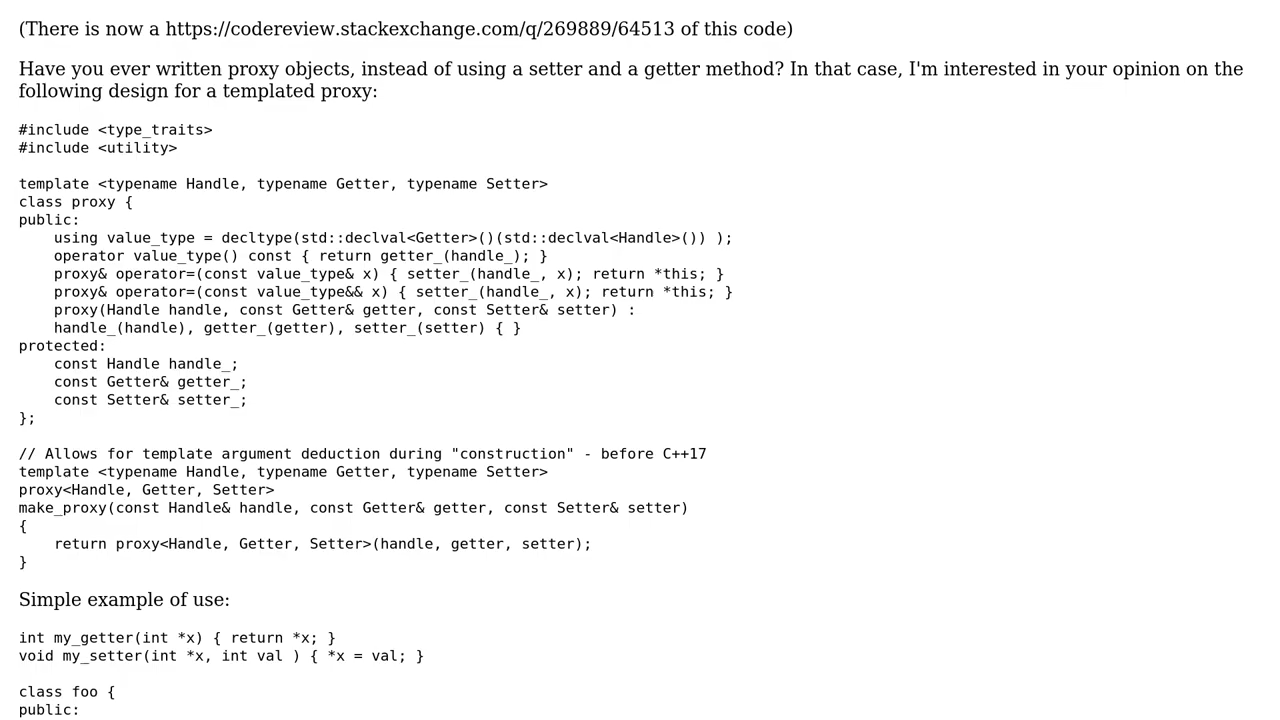 (There is now a https://codereview.stackexchange.com/q/269889/64513 of this code)
Have you ever written proxy objects, instead of using a setter and a getter method? In that case, I'm interested in your opinion on the
following design for a templated proxy:
#include <type_traits>
#include <utility>
template <typename Handle, typename Getter, typename Setter>
class proxy {
public:
    using value_type = decltype(std::declval<Getter>()(std::declval<Handle>()) );
    operator value_type() const { return getter_(handle_); }
    proxy& operator=(const value_type& x) { setter_(handle_, x); return *this; }
    proxy& operator=(const value_type&& x) { setter_(handle_, x); return *this; }
    proxy(Handle handle, const Getter& getter, const Setter& setter) :
    handle_(handle), getter_(getter), setter_(setter) { }
protected:
    const Handle handle_;
    const Getter& getter_;
    const Setter& setter_;
};
// Allows for template argument deduction during "construction" - before C++17
template <typename Handle, typename Getter, typename Setter>
proxy<Handle, Getter, Setter>
make_proxy(const Handle& handle, const Getter& getter, const Setter& setter)
{
    return proxy<Handle, Getter, Setter>(handle, getter, setter);
}
Simple example of use:
int my_getter(int *x) { return *x; }
void my_setter(int *x, int val ) { *x = val; }
class foo {
public: